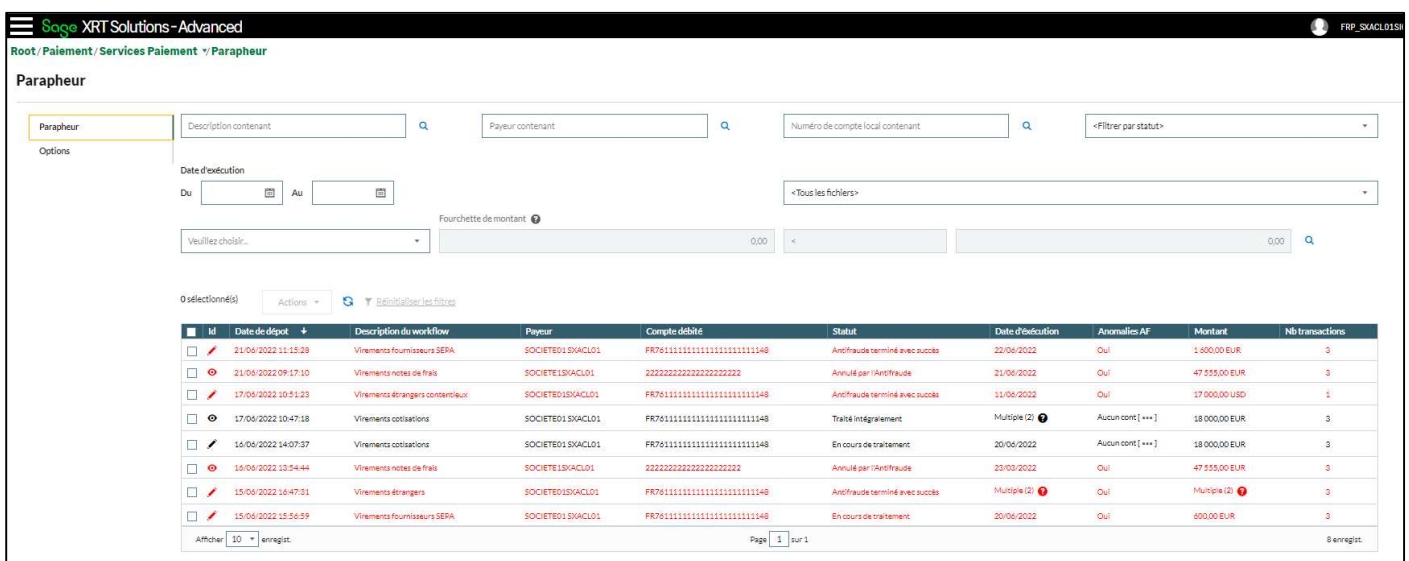 Sage XRT Solutions - Advanced FRP_SXACL01SI
Root / Paiement / Services Paiement / Parapheur
Parapheur
Parapheur
Options
Description contenant Payeur contenant Numéro de compte local contenant <Filtrer par statut>
Date d'exécution
Du Au <Tous les fichiers>
Fourchette de montant ?
Veuillez choisir... 0,00 < 0,00
0 sélectionné(s) Actions Réinitialiser les filtres
Id Date de dépot Description du workflow Payeur Compte débité Statut Date d'éxécution Anomalies AF Montant Nb transactions
21/06/2022 11:15:28 Virements fournisseurs SEPA SOCIETE01 SXACL01 Antifraude terminé avec succès 22/06/2022 Oui 1 600,00 EUR 3
21/06/2022 09:17:10 Virements notes de frais SOCIETE1SXACL01 Annulé par l'Antifraude 21/06/2022 Oui 47 555,00 EUR 3
17/06/2022 10:51:23 Virements étrangers contentieux SOCIETE01SXACL01 Antifraude terminé avec succès 11/06/2022 Oui 17 000,00 USD 1
17/06/2022 10:47:18 Virements cotisations SOCIETE01 SXACL01 Traité intégralement Multiple (2) ? Aucun cont [ ••• ] 18 000,00 EUR 3
16/06/2022 14:07:37 Virements cotisations SOCIETE01 SXACL01 En cours de traitement 20/06/2022 Aucun cont [ ••• ] 18 000,00 EUR 3
16/06/2022 13:54:44 Virements notes de frais SOCIETE1SXACL01 Annulé par l'Antifraude 23/03/2022 Oui 47 555,00 EUR 3
15/06/2022 16:47:31 Virements étrangers SOCIETE01SXACL01 Antifraude terminé avec succès Multiple (2) ? Oui Multiple (2) ? 3
15/06/2022 15:56:59 Virements fournisseurs SEPA SOCIETE01 SXACL01 En cours de traitement 20/06/2022 Oui 600,00 EUR 3
Afficher 10 enregist. Page 1 sur 1 8 enregist.